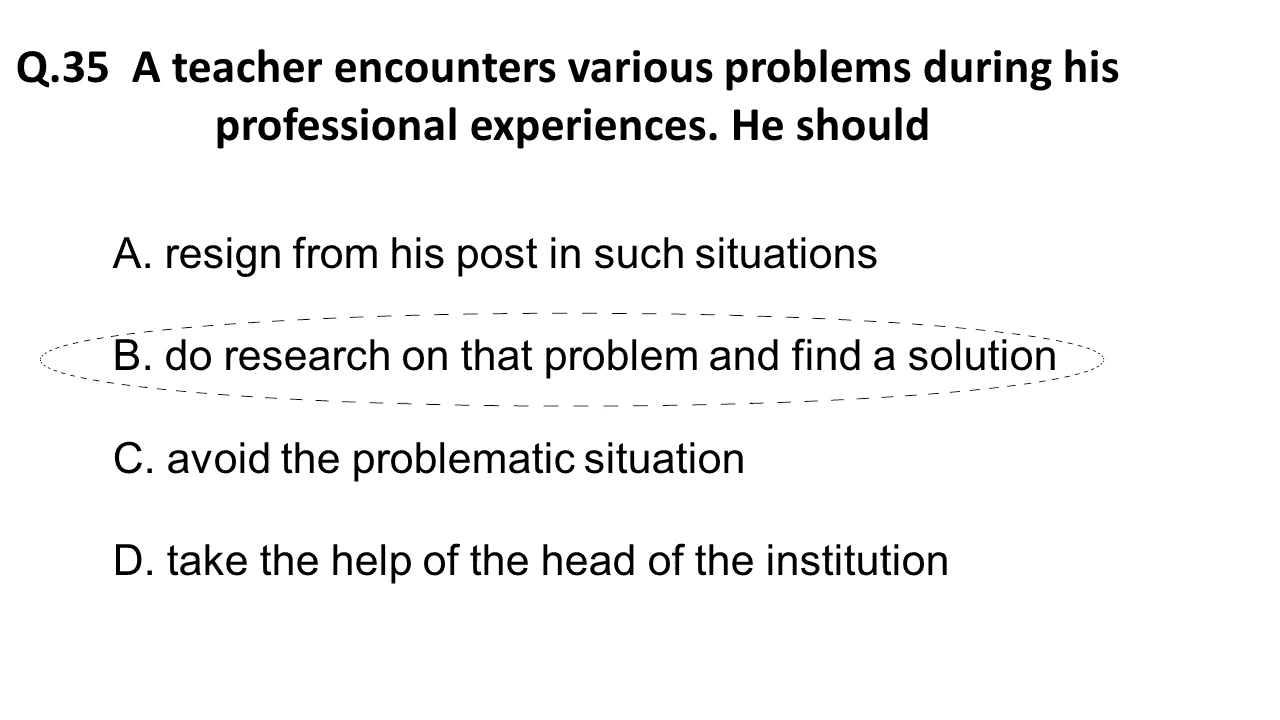 Q.35 A teacher encounters various problems during his
professional experiences. He should
A. resign from his post in such situations
B. do research on that problem and find a solution
C. avoid the problematic situation
D. take the help of the head of the institution